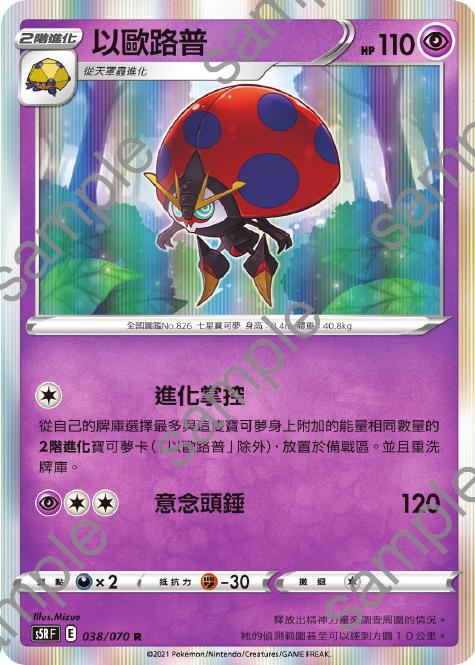 2階進化
以歐路普
HP 110
從天罩蟲進化
全國圖鑑No.826 七星寶可夢 身高：0.4m 體重：40.8kg
進化掌控
從自己的牌庫選擇最多與這隻寶可夢身上附加的能量相同數量的
2階進化寶可夢卡（「以歐路普」除外），放置於備戰區。並且重洗
牌庫。
意念頭錘 120
弱點 ×2 抵抗力 -30 撤退
Illus.Mizue
s5R F E 038/070 R
釋放出精神力量來調查周圍的情況。
牠的偵測範圍甚至可以達到方圓１０公里。
©2021 Pokémon/Nintendo/Creatures/GAME FREAK.
sample
sample
sample
sample
sample
sample